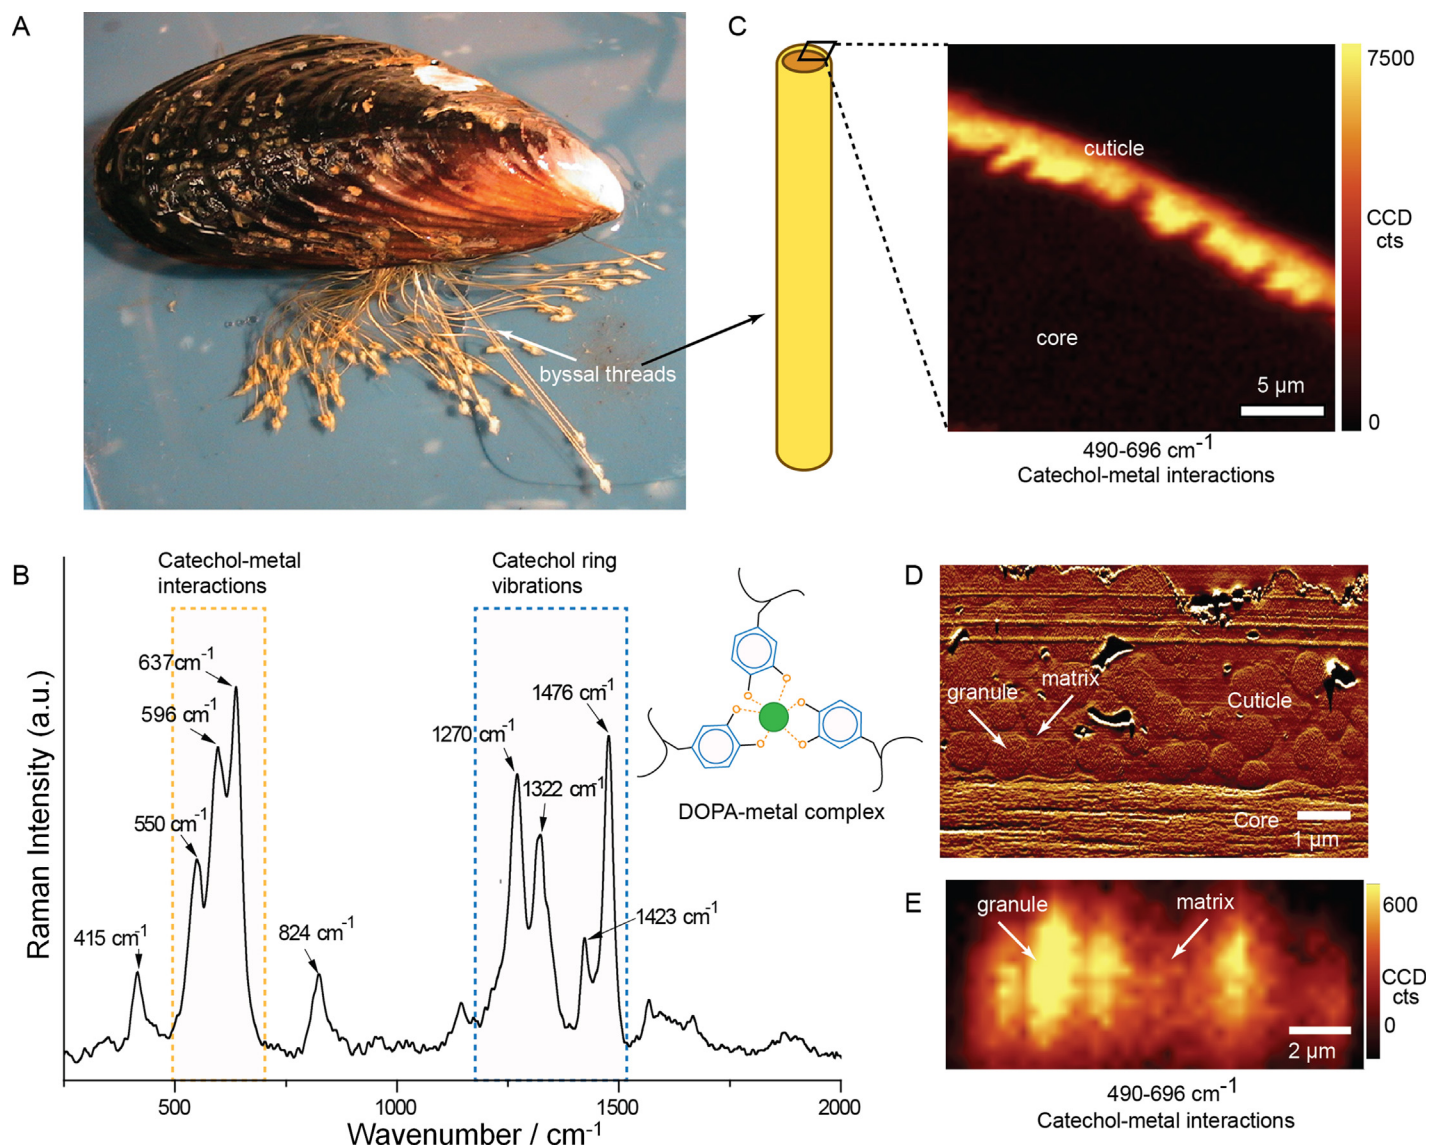 A
byssal threads
C
cuticle
core
5 µm
7500
CCD
cts
0
490-696 cm⁻¹
Catechol-metal interactions
B
Catechol-metal
interactions
Catechol ring
vibrations
637cm⁻¹
596 cm⁻¹
550 cm⁻¹
415 cm⁻¹
824 cm⁻¹
1270 cm⁻¹
1476 cm⁻¹
1322 cm⁻¹
1423 cm⁻¹
O
O
O
O
O
O
DOPA-metal complex
Raman Intensity (a.u.)
500
1000
1500
2000
Wavenumber / cm⁻¹
D
granule
matrix
Cuticle
Core
1 µm
E
granule
matrix
2 µm
600
CCD
cts
0
490-696 cm⁻¹
Catechol-metal interactions